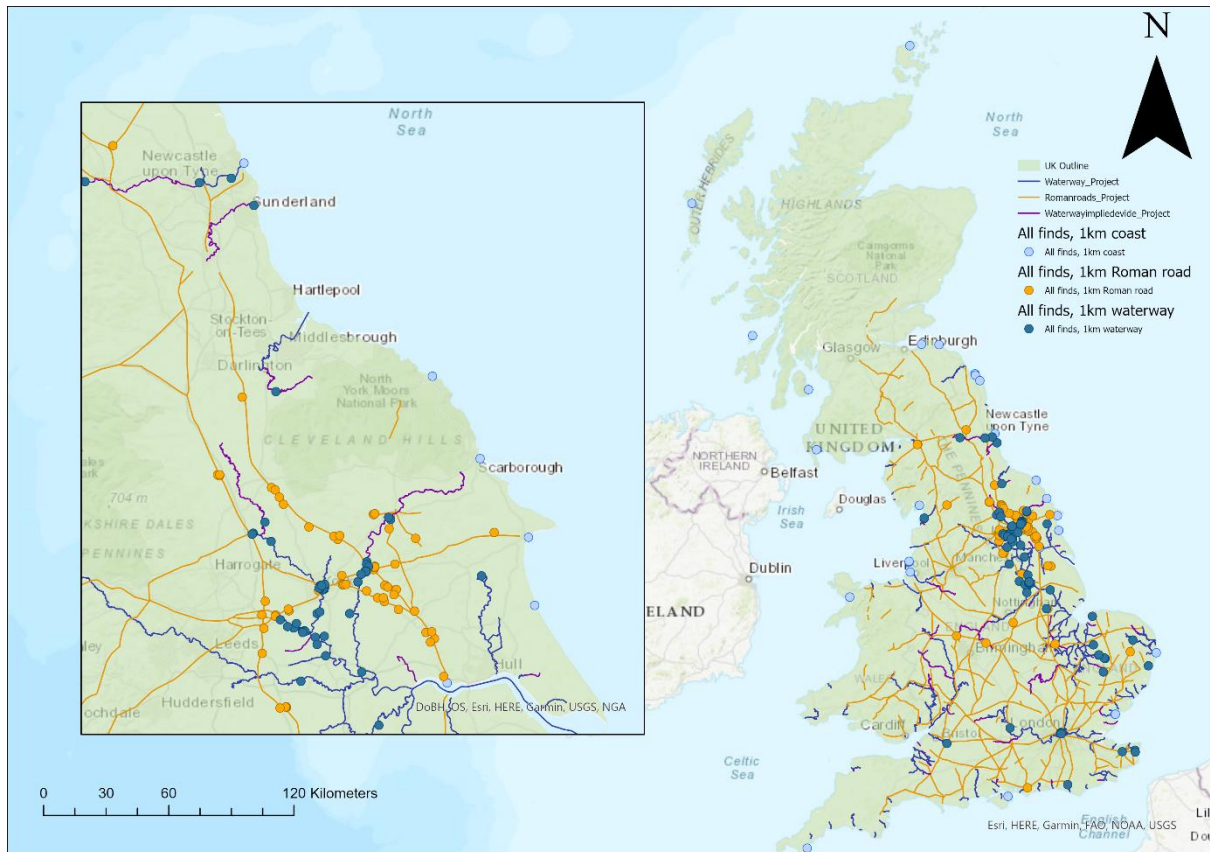 North
Sea
Newcastle
upon Tyne
Sunderland
Hartlepool
Stockton-
on-Tees
Middlesbrough
Darlington
North
York Moors
National Park
CLEVELAND HILLS
Scarborough
704 m
KSHIRE DALES
PENNINES
Harrogate
Leeds
Hull
Huddersfield
ochdale
DoBH, OS, Esri, HERE, Garmin, USGS, NGA
0 30 60 120 Kilometers
N
North
Sea
UK Outline
Waterway_Project
Romanroads_Project
Waterwayimpliedevide_Project
All finds, 1km coast
All finds, 1km coast
All finds, 1km Roman road
All finds, 1km Roman road
All finds, 1km waterway
All finds, 1km waterway
OUTER HEBRIDES
HIGHLANDS
Cairngorms
National
Park
SCOTLAND
Glasgow
Edinburgh
Newcastle
upon Tyne
UNITED
KINGDOM
NORTHERN
IRELAND
Belfast
Douglas
Irish
Sea
Dublin
ELAND
Nottingham
Birmingham
WALES
Cardiff
Bristol
London
Celtic
Sea
English
Channel
Esri, HERE, Garmin, FAO, NOAA, USGS